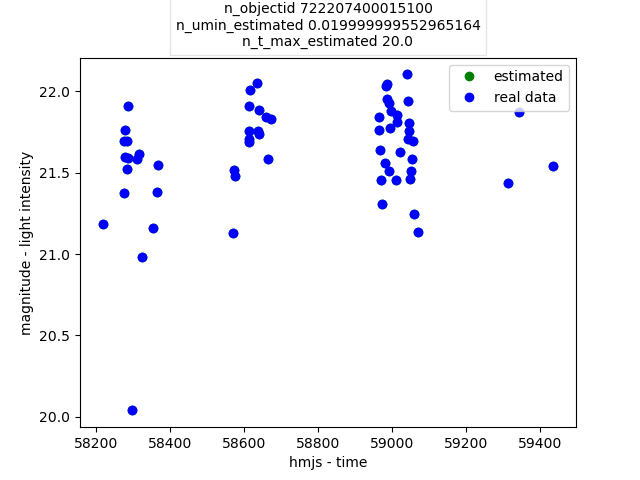 n_objectid 722207400015100
n_umin_estimated 0.019999999552965164
n_t_max_estimated 20.0
estimated
real data
22.0
21.5
21.0
20.5
20.0
magnitude - light intensity
58200 58400 58600 58800 59000 59200 59400
hmjs - time